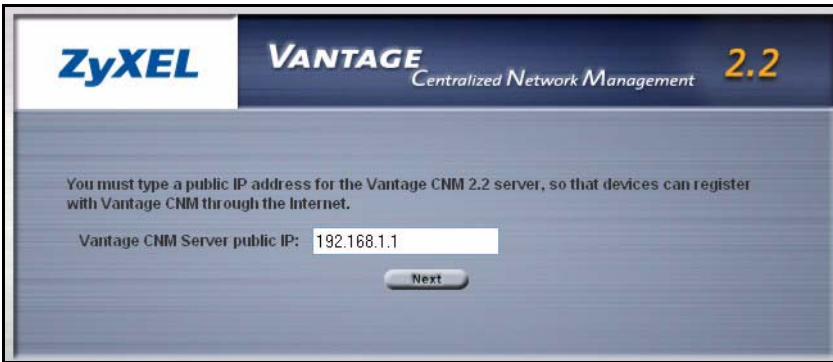 ZyXEL
VANTAGE
Centralized Network Management
2.2
You must type a public IP address for the Vantage CNM 2.2 server, so that devices can register
with Vantage CNM through the Internet.
Vantage CNM Server public IP: 192.168.1.1
Next